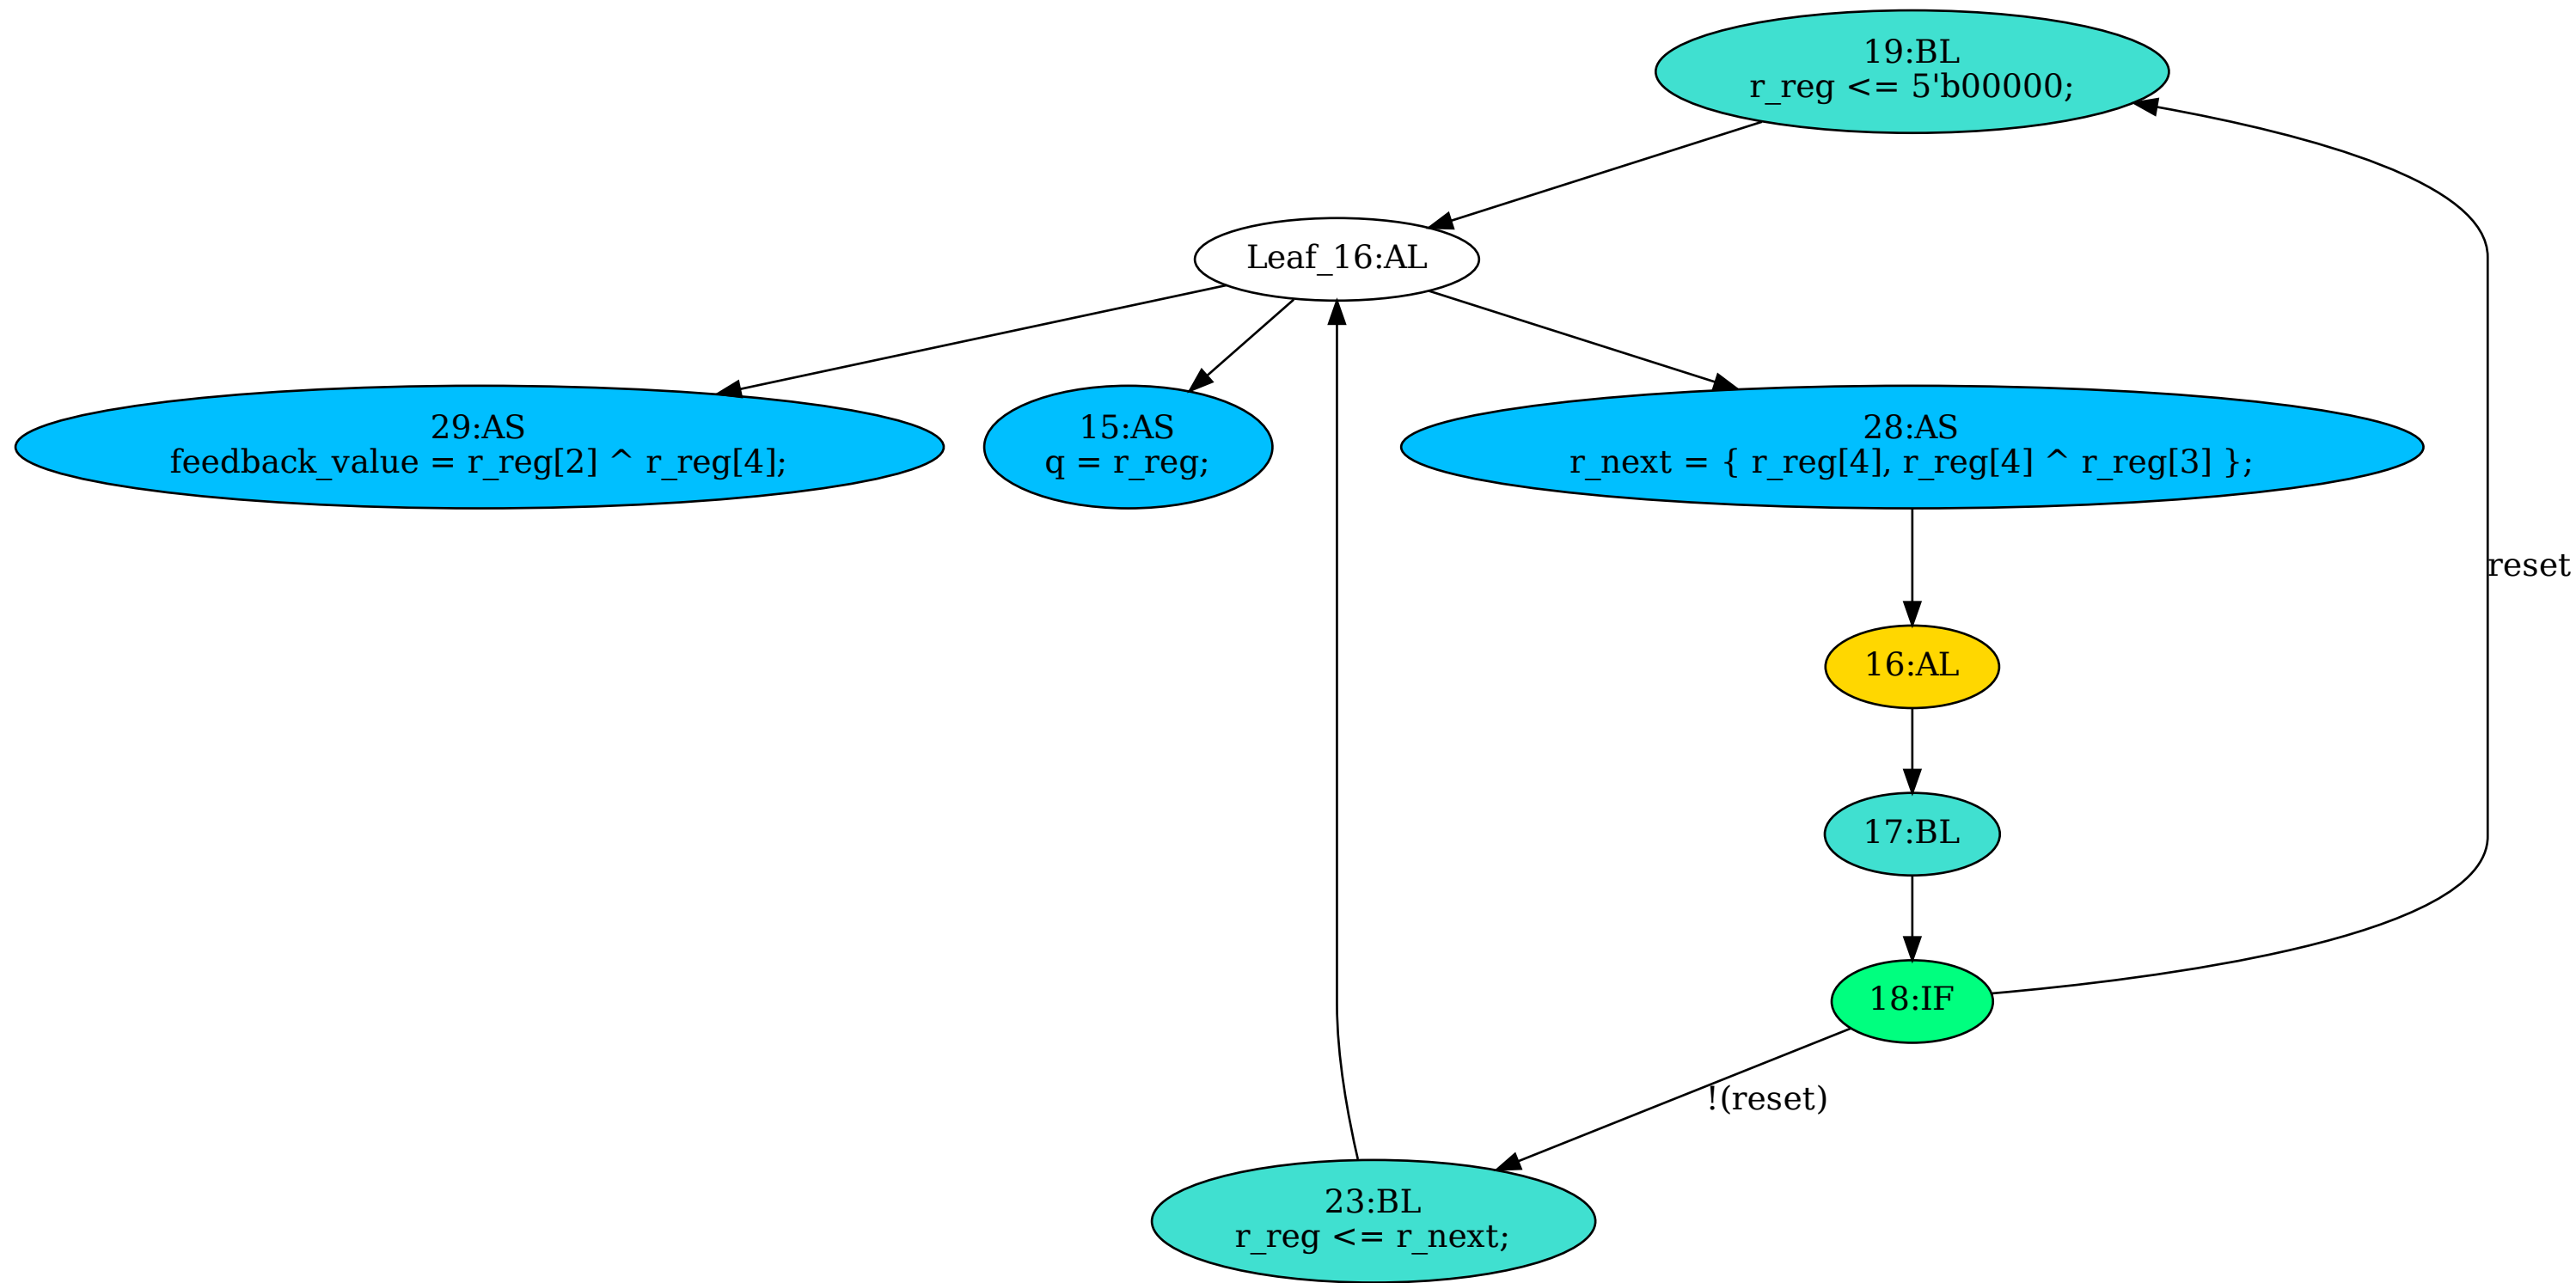 19:BL
r_reg <= 5'b00000;
Leaf_16:AL
29:AS
feedback_value = r_reg[2] ^ r_reg[4];
15:AS
q = r_reg;
28:AS
r_next = { r_reg[4], r_reg[4] ^ r_reg[3] };
reset
16:AL
17:BL
18:IF
!(reset)
23:BL
r_reg <= r_next;